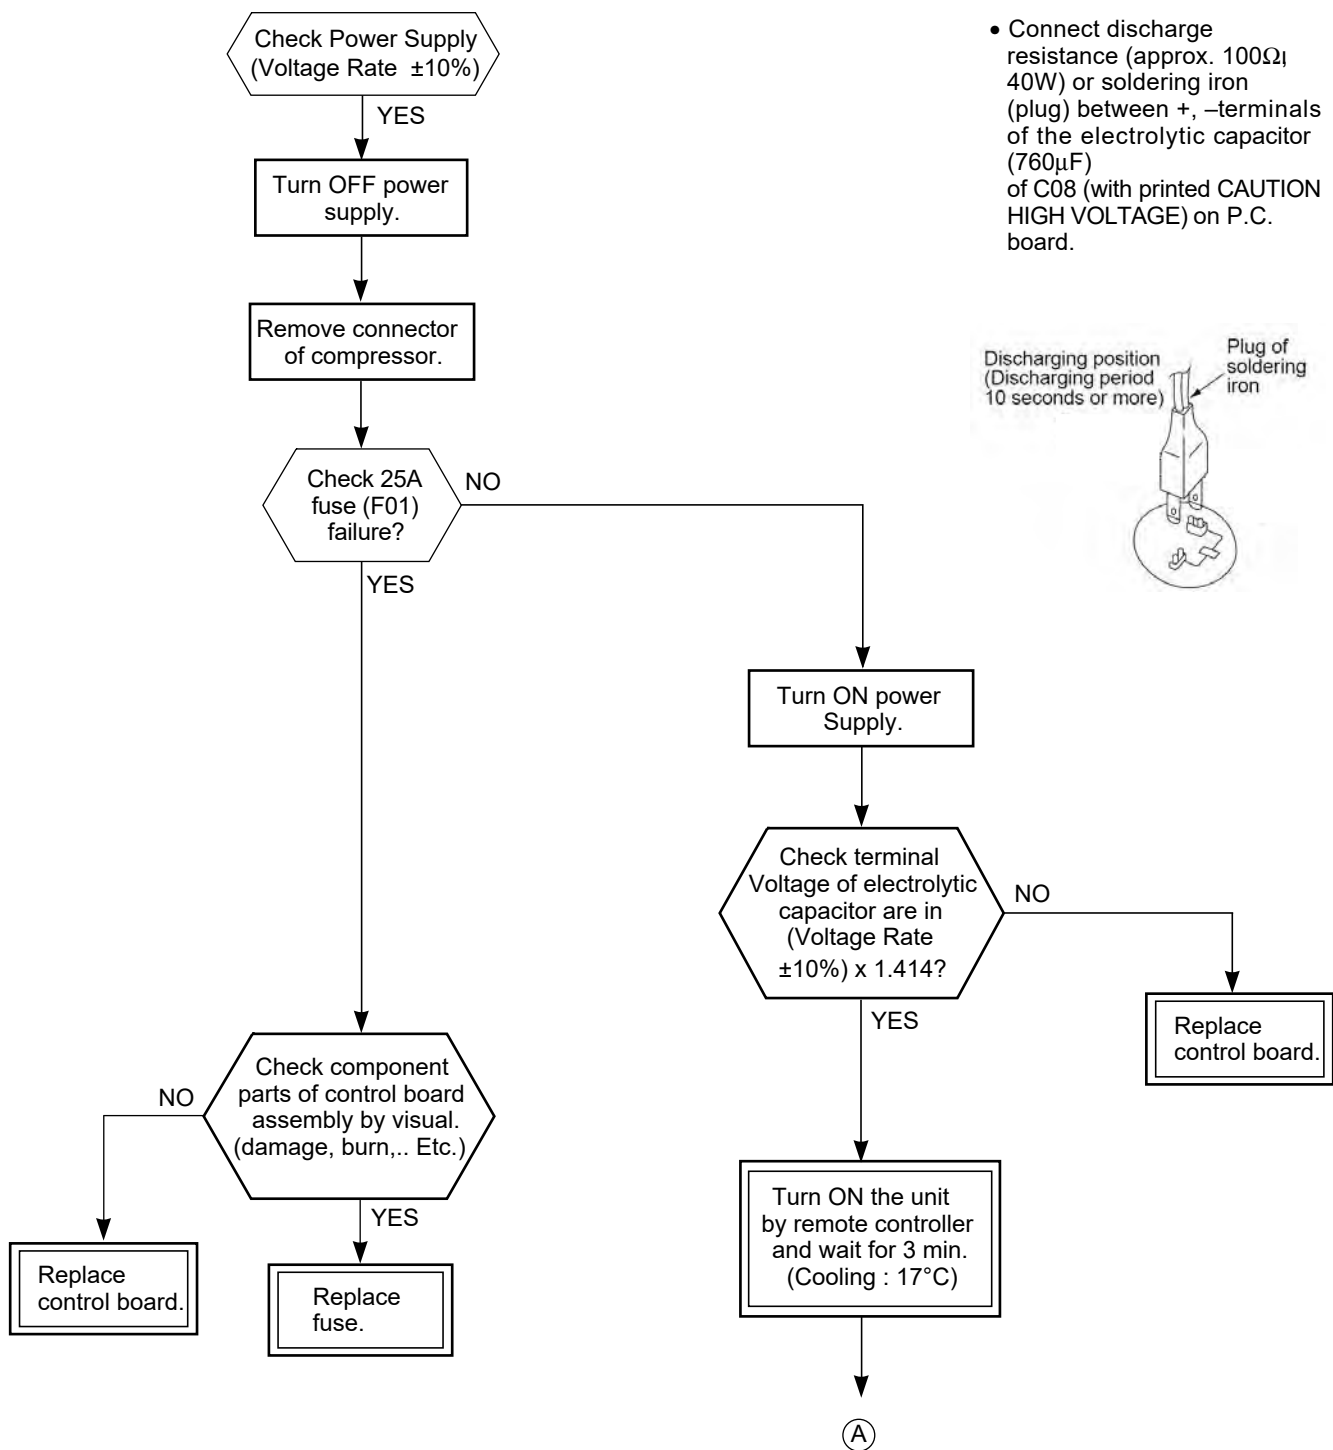 Check Power Supply
(Voltage Rate ±10%)
YES
Turn OFF power
supply.
Remove connector
of compressor.
Check 25A
fuse (F01)
failure?
NO
YES
Turn ON power
Supply.
Check terminal
Voltage of electrolytic
capacitor are in
(Voltage Rate
±10%) x 1.414?
NO
YES
Replace
control board.
Check component
parts of control board
assembly by visual.
(damage, burn,.. Etc.)
NO
YES
Replace
control board.
Replace
fuse.
Turn ON the unit
by remote controller
and wait for 3 min.
(Cooling : 17°C)
A
• Connect discharge
resistance (approx. 100Ω,
40W) or soldering iron
(plug) between +, –terminals
of the electrolytic capacitor
(760μF)
of C08 (with printed CAUTION
HIGH VOLTAGE) on P.C.
board.
Discharging position
(Discharging period
10 seconds or more)
Plug of
soldering
iron